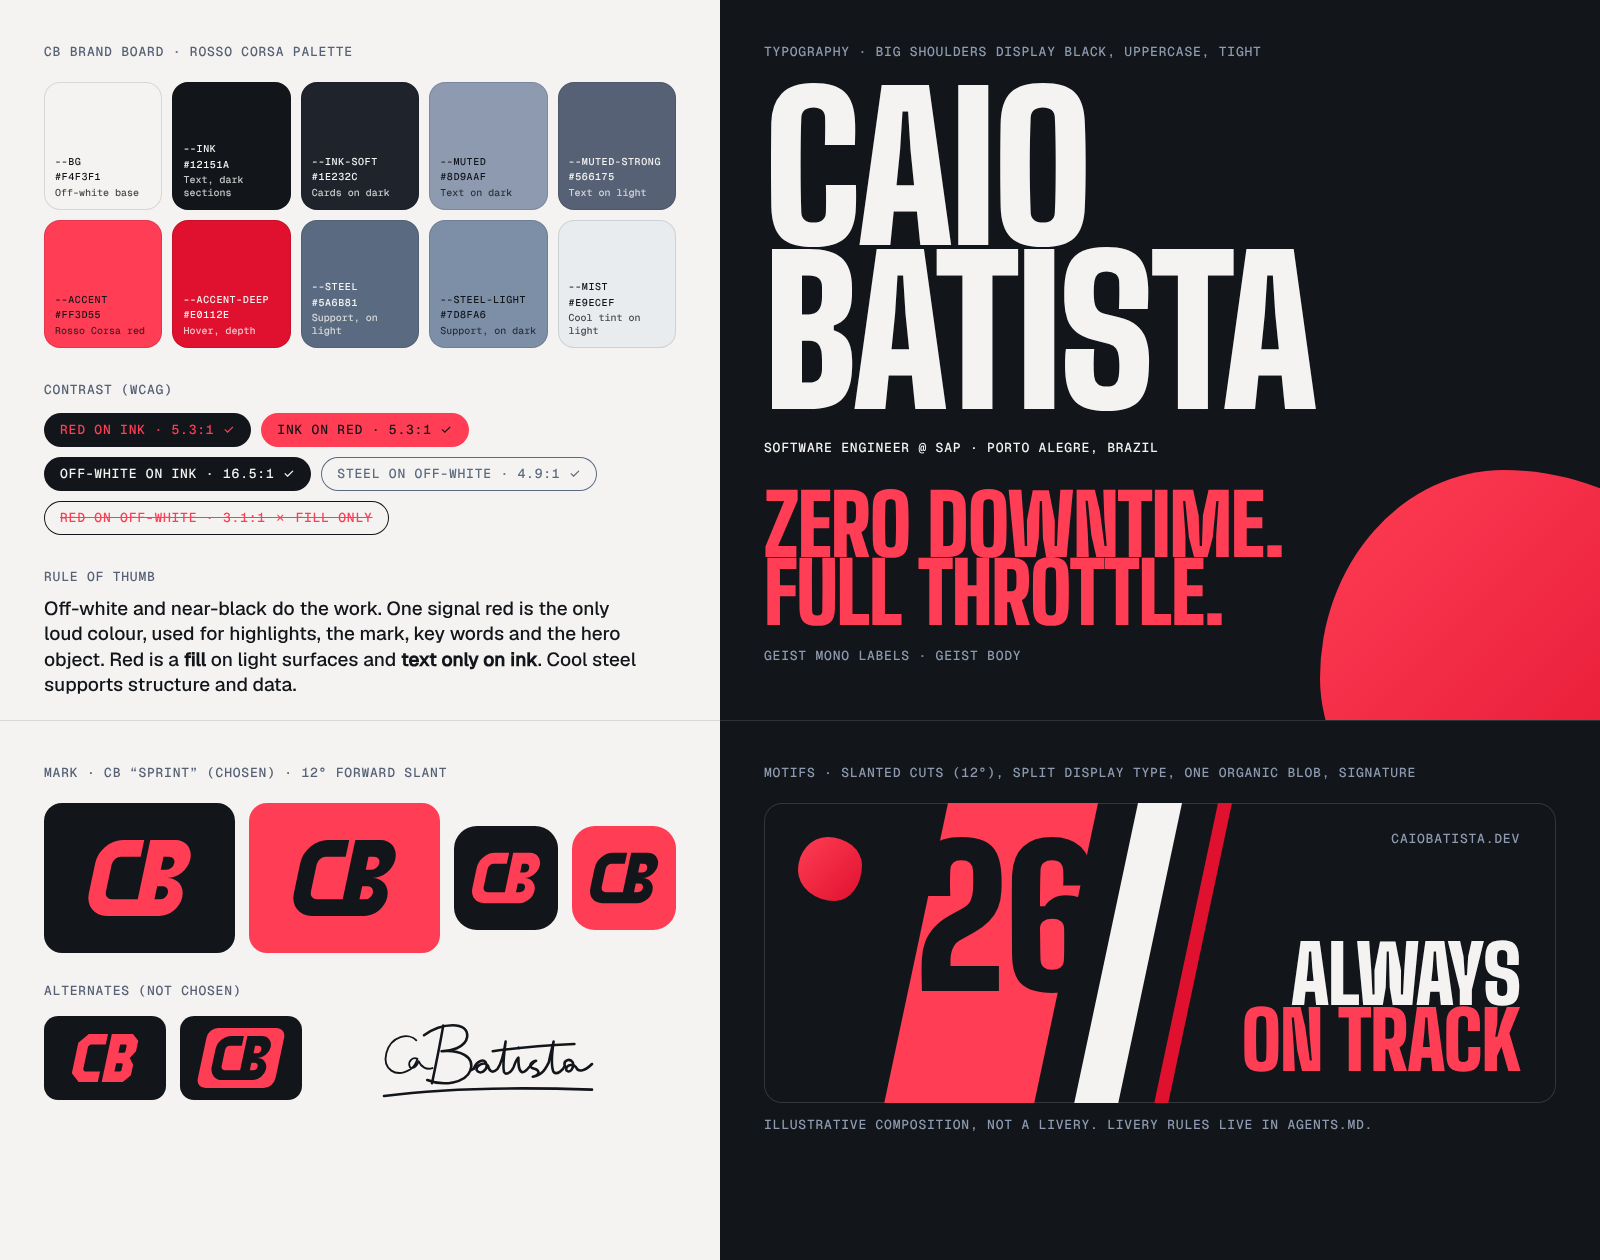 CB BRAND BOARD · ROSSO CORSA PALETTE
--BG
#F4F3F1
Off-white base
--INK
#12151A
Text, dark
sections
--INK-SOFT
#1E232C
Cards on dark
--MUTED
#8D9AAF
Text on dark
--MUTED-STRONG
#566175
Text on light
--ACCENT
#FF3D55
Rosso Corsa red
--ACCENT-DEEP
#E0112E
Hover, depth
--STEEL
#5A6B81
Support, on
light
--STEEL-LIGHT
#7D8FA6
Support, on dark
--MIST
#E9ECEF
Cool tint on
light
CONTRAST (WCAG)
RED ON INK · 5.3:1 ✓
INK ON RED · 5.3:1 ✓
OFF-WHITE ON INK · 16.5:1 ✓
STEEL ON OFF-WHITE · 4.9:1 ✓
RED ON OFF-WHITE · 3.1:1 × FILL ONLY
RULE OF THUMB
Off-white and near-black do the work. One signal red is the only
loud colour, used for highlights, the mark, key words and the hero
object. Red is a fill on light surfaces and text only on ink. Cool steel
supports structure and data.
TYPOGRAPHY · BIG SHOULDERS DISPLAY BLACK, UPPERCASE, TIGHT
CAIO
BATISTA
SOFTWARE ENGINEER @ SAP · PORTO ALEGRE, BRAZIL
ZERO DOWNTIME.
FULL THROTTLE.
GEIST MONO LABELS · GEIST BODY
MARK · CB “SPRINT” (CHOSEN) · 12° FORWARD SLANT
CB
CB
CB
CB
ALTERNATES (NOT CHOSEN)
CB
CB
CaBatista
MOTIFS · SLANTED CUTS (12°), SPLIT DISPLAY TYPE, ONE ORGANIC BLOB, SIGNATURE
26
CAIOBATISTA.DEV
ALWAYS
ON TRACK
ILLUSTRATIVE COMPOSITION, NOT A LIVERY. LIVERY RULES LIVE IN AGENTS.MD.